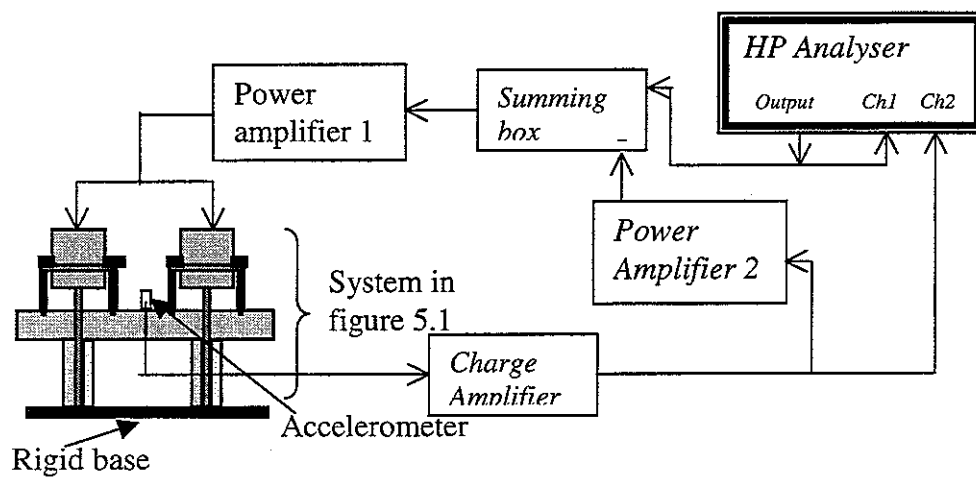 HP Analyser
Output Ch1 Ch2
Power
amplifier 1
Summing
box
–
Power
Amplifier 2
System in
figure 5.1
Charge
Amplifier
Accelerometer
Rigid base